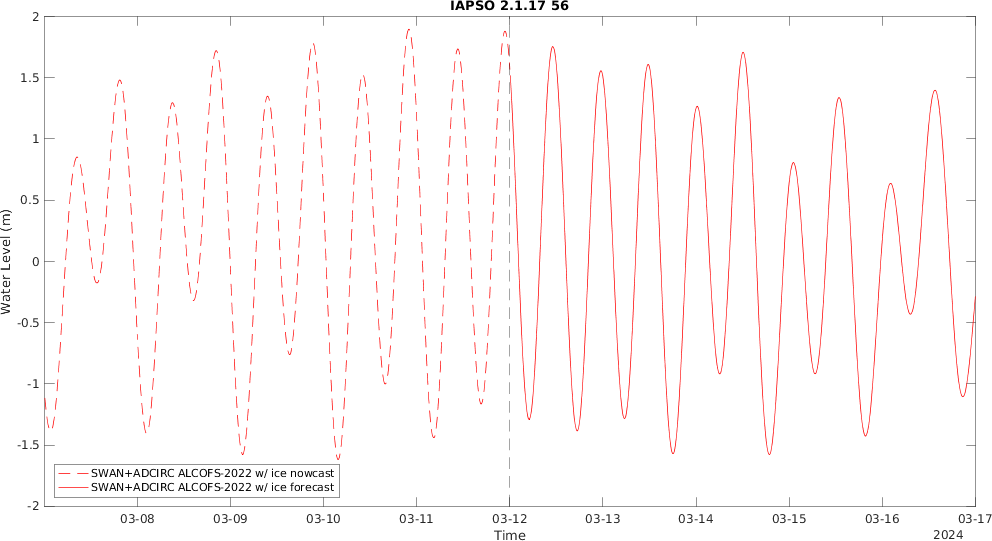 IAPSO 2.1.17 56
Water Level (m)
2
1.5
1
0.5
0
-0.5
-1
-1.5
-2
SWAN+ADCIRC ALCOFS-2022 w/ ice nowcast
SWAN+ADCIRC ALCOFS-2022 w/ ice forecast
03-08 03-09 03-10 03-11 03-12 03-13 03-14 03-15 03-16 03-17
Time
2024